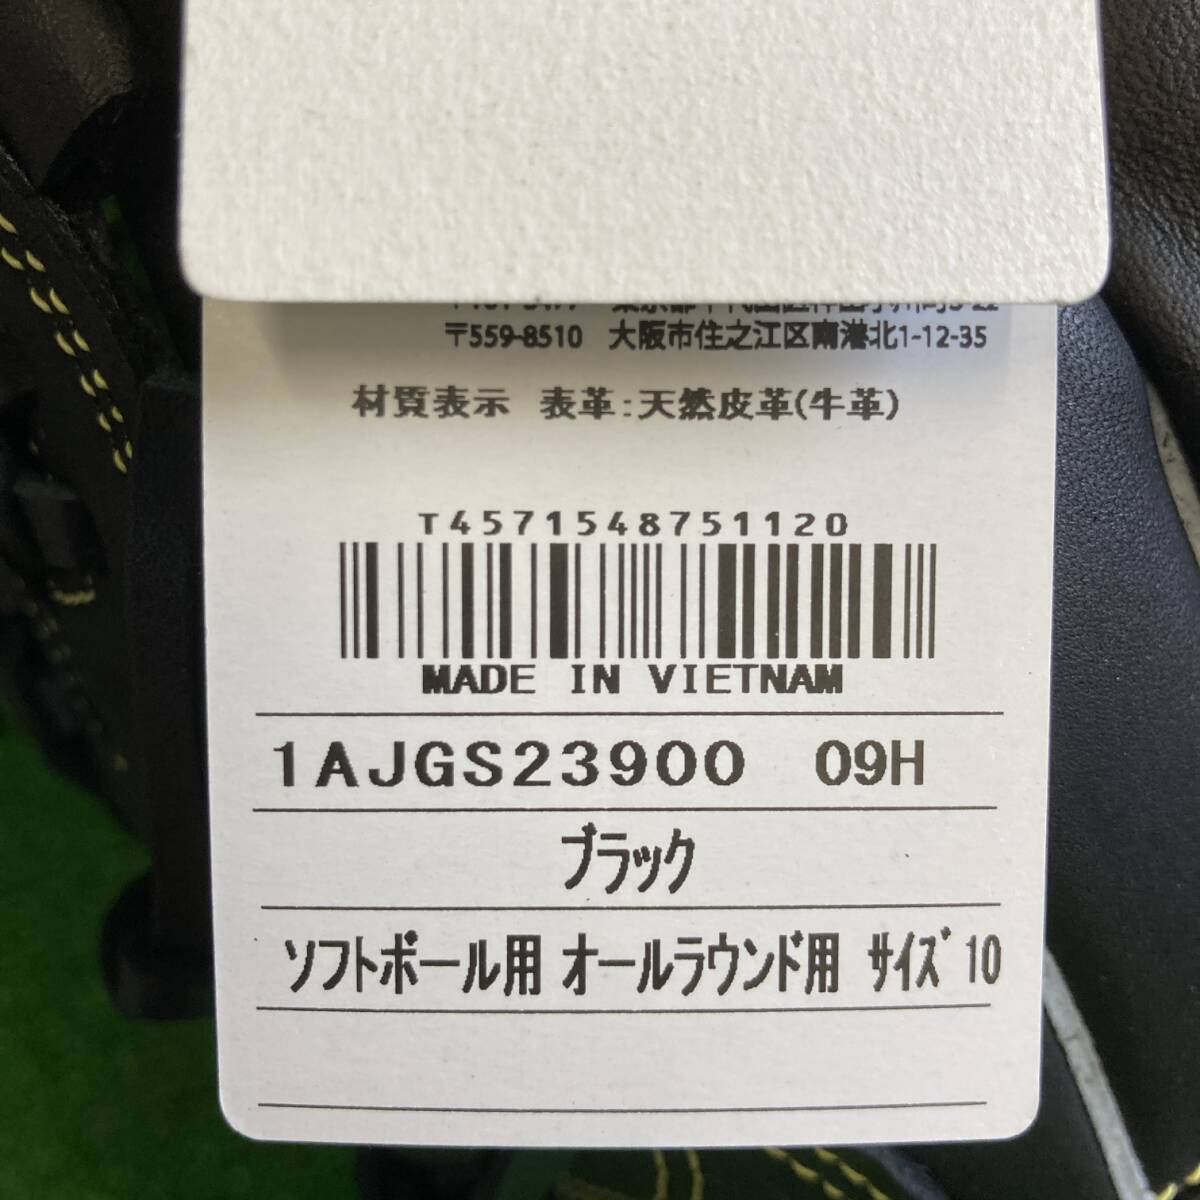 〒559-8510 大阪市住之江区南港北1-12-35
材質表示 表革:天然皮革(牛革)
T4571548751120
MADE IN VIETNAM
1AJGS23900 09H
ブラック
ソフトボール用 オールラウンド用 サイズ10